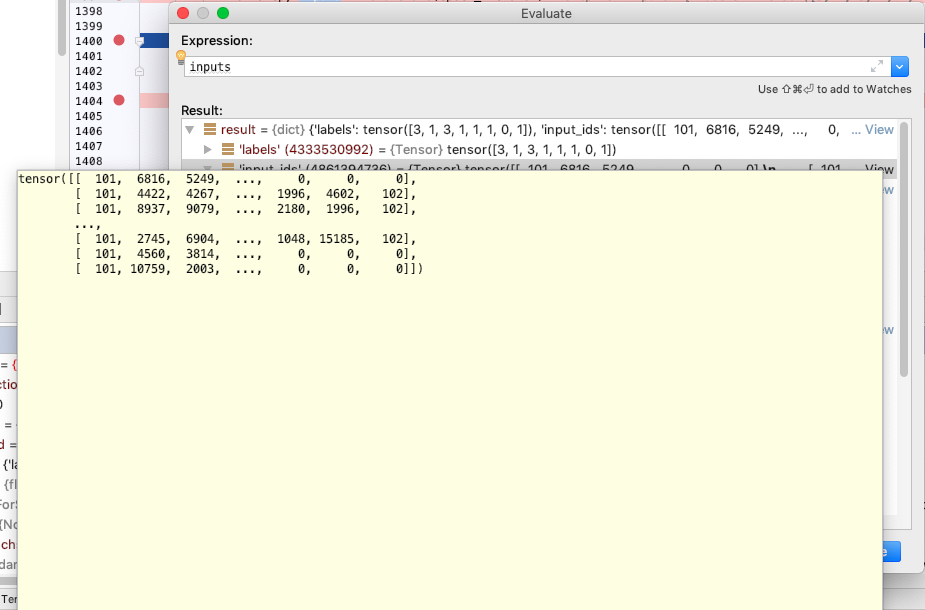 1398
Evaluate
1399
1400
Expression:
1401
1402
inputs
1403
Use ⇧⌘⏎ to add to Watches
1404
1405
Result:
1406
result = {dict} {'labels': tensor([3, 1, 3, 1, 1, 1, 0, 1]), 'input_ids': tensor([[ 101, 6816, 5249, ..., 0, ... View
1407
'labels' (4333530992) = {Tensor} tensor([3, 1, 3, 1, 1, 1, 0, 1])
1408
'input_ids' (4861394736) = {Tensor} tensor([[ 101, 6816, 5249, ..., 0, 0, 0],\n [ 101, View
tensor([[ 101, 6816, 5249, ..., 0, 0, 0],
[ 101, 4422, 4267, ..., 1996, 4602, 102],
[ 101, 8937, 9079, ..., 2180, 1996, 102],
...,
[ 101, 2745, 6904, ..., 1048, 15185, 102],
[ 101, 4560, 3814, ..., 0, 0, 0],
[ 101, 10759, 2003, ..., 0, 0, 0]])
ew
ew
= {
ctio
0
= {
d =
{'la
{fl
ForS
{No
ch
dar
e
Ter